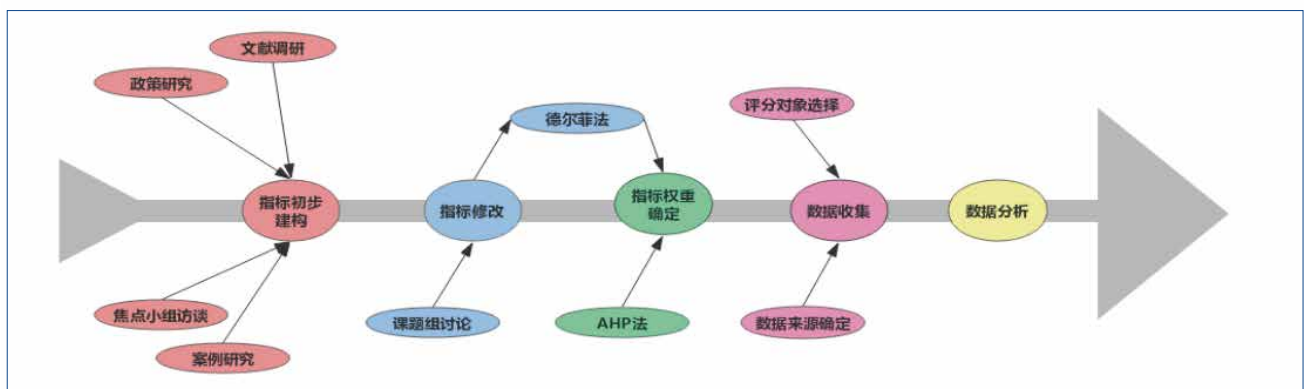 文献调研
政策研究
德尔菲法
评分对象选择
指标初步
建构
指标修改
指标权重
确定
数据收集
数据分析
焦点小组访谈
课题组讨论
AHP法
数据来源确定
案例研究